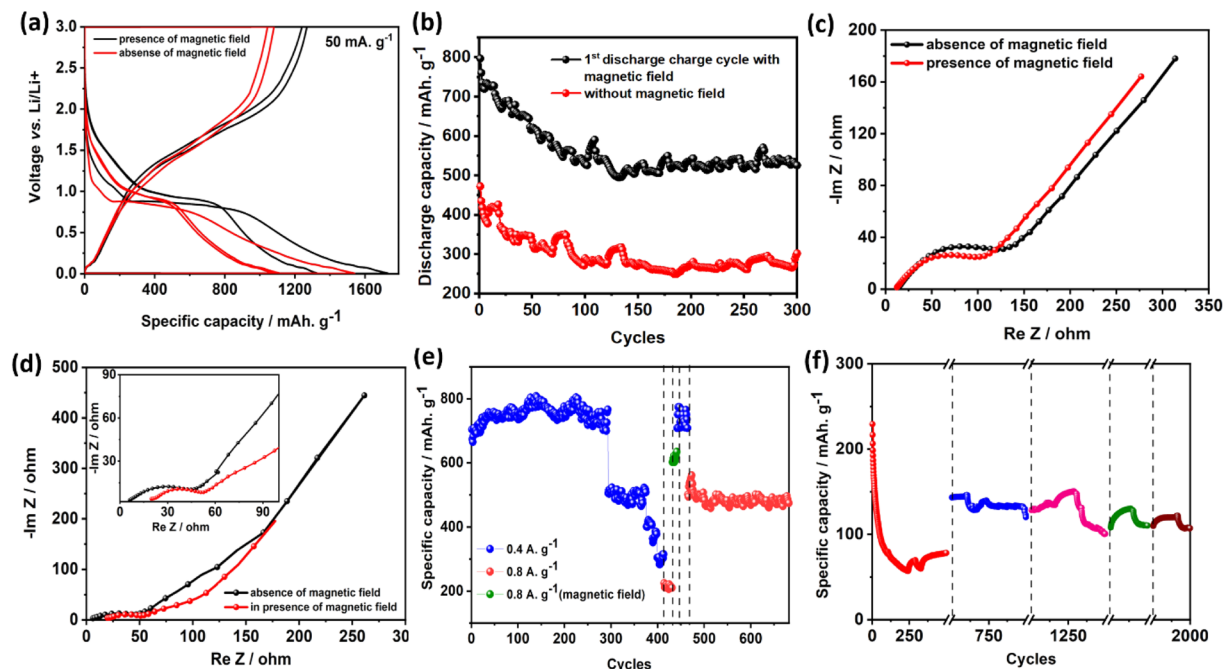 (a)
3.0
2.5
2.0
1.5
1.0
0.5
0.0
Voltage vs. Li/Li+
presence of magnetic field
absense of magnetic field
50 mA. g-1
0 400 800 1200 1600
Specific capacity / mAh. g-1
(b)
900
800
700
600
500
400
300
200
Discharge capacity / mAh. g-1
1st discharge charge cycle with
magnetic field
without magnetic field
0 50 100 150 200 250 300
Cycles
(c)
200
160
120
80
40
0
-Im Z / ohm
absence of magnetic field
presence of magnetic field
0 50 100 150 200 250 300 350
Re Z / ohm
(d)
500
400
300
200
100
0
-Im Z / ohm
90
60
30
-Im Z / ohm
0 30 60 90
Re Z / ohm
absence of magnetic field
in presence of magnetic field
0 50 100 150 200 250 300
Re Z / ohm
(e)
800
600
400
200
Specific capacity / mAh. g-1
0.4 A. g-1
0.8 A. g-1
0.8 A. g-1(magnetic field)
0 200 400 600
Cycles
(f)
300
200
150
100
50
0
Specific capacity / mAh. g-1
0 250 750 1250 2000
Cycles